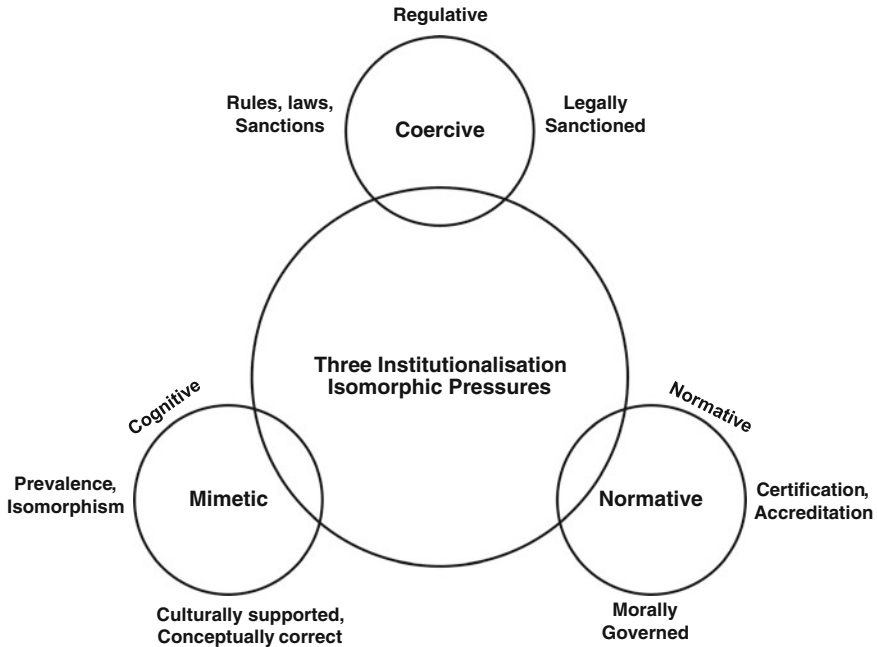 Regulative
Rules, laws,
Sanctions
Coercive
Legally
Sanctioned
Three Institutionalisation
Isomorphic Pressures
Cognitive
Prevalence,
Isomorphism
Mimetic
Culturally supported,
Conceptually correct
Normative
Normative
Certification,
Accreditation
Morally
Governed